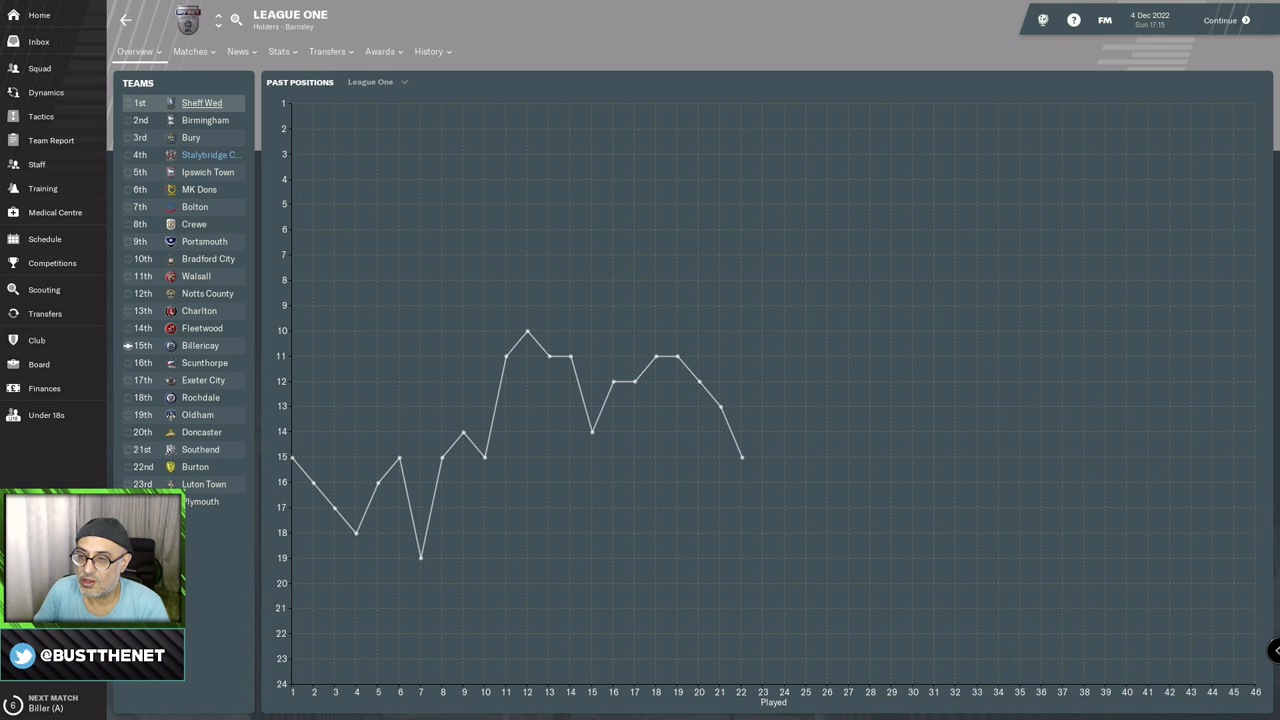 Home
Inbox
Squad
Dynamics
Tactics
Team Report
Staff
Training
Medical Centre
Schedule
Competitions
Scouting
Transfers
Club
Board
Finances
Under 18s
NEXT MATCH
6 Biller (A)
LEAGUE ONE
Holders - Barnsley
FM
4 Dec 2022
Sun 17:15
Continue
Overview Matches News Stats Transfers Awards History
TEAMS
1st Sheff Wed
2nd Birmingham
3rd Bury
4th Stalybridge C...
5th Ipswich Town
6th MK Dons
7th Bolton
8th Crewe
9th Portsmouth
10th Bradford City
11th Walsall
12th Notts County
13th Charlton
14th Fleetwood
15th Billericay
16th Scunthorpe
17th Exeter City
18th Rochdale
19th Oldham
20th Doncaster
21st Southend
22nd Burton
23rd Luton Town
Plymouth
@BUSTTHENET
PAST POSITIONS League One
1
2
3
4
5
6
7
8
9
10
11
12
13
14
15
16
17
18
19
20
21
22
23
24
1 2 3 4 5 6 7 8 9 10 11 12 13 14 15 16 17 18 19 20 21 22 23 24 25 26 27 28 29 30 31 32 33 34 35 36 37 38 39 40 41 42 43 44 45 46
Played